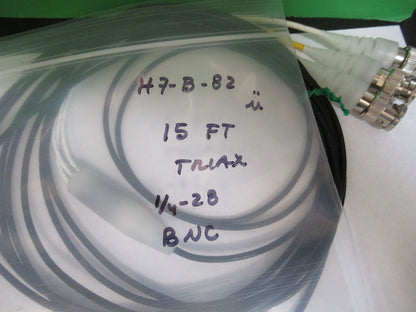 H7-B-82
ü
15 FT
TRIAX
1/4-28
BNC